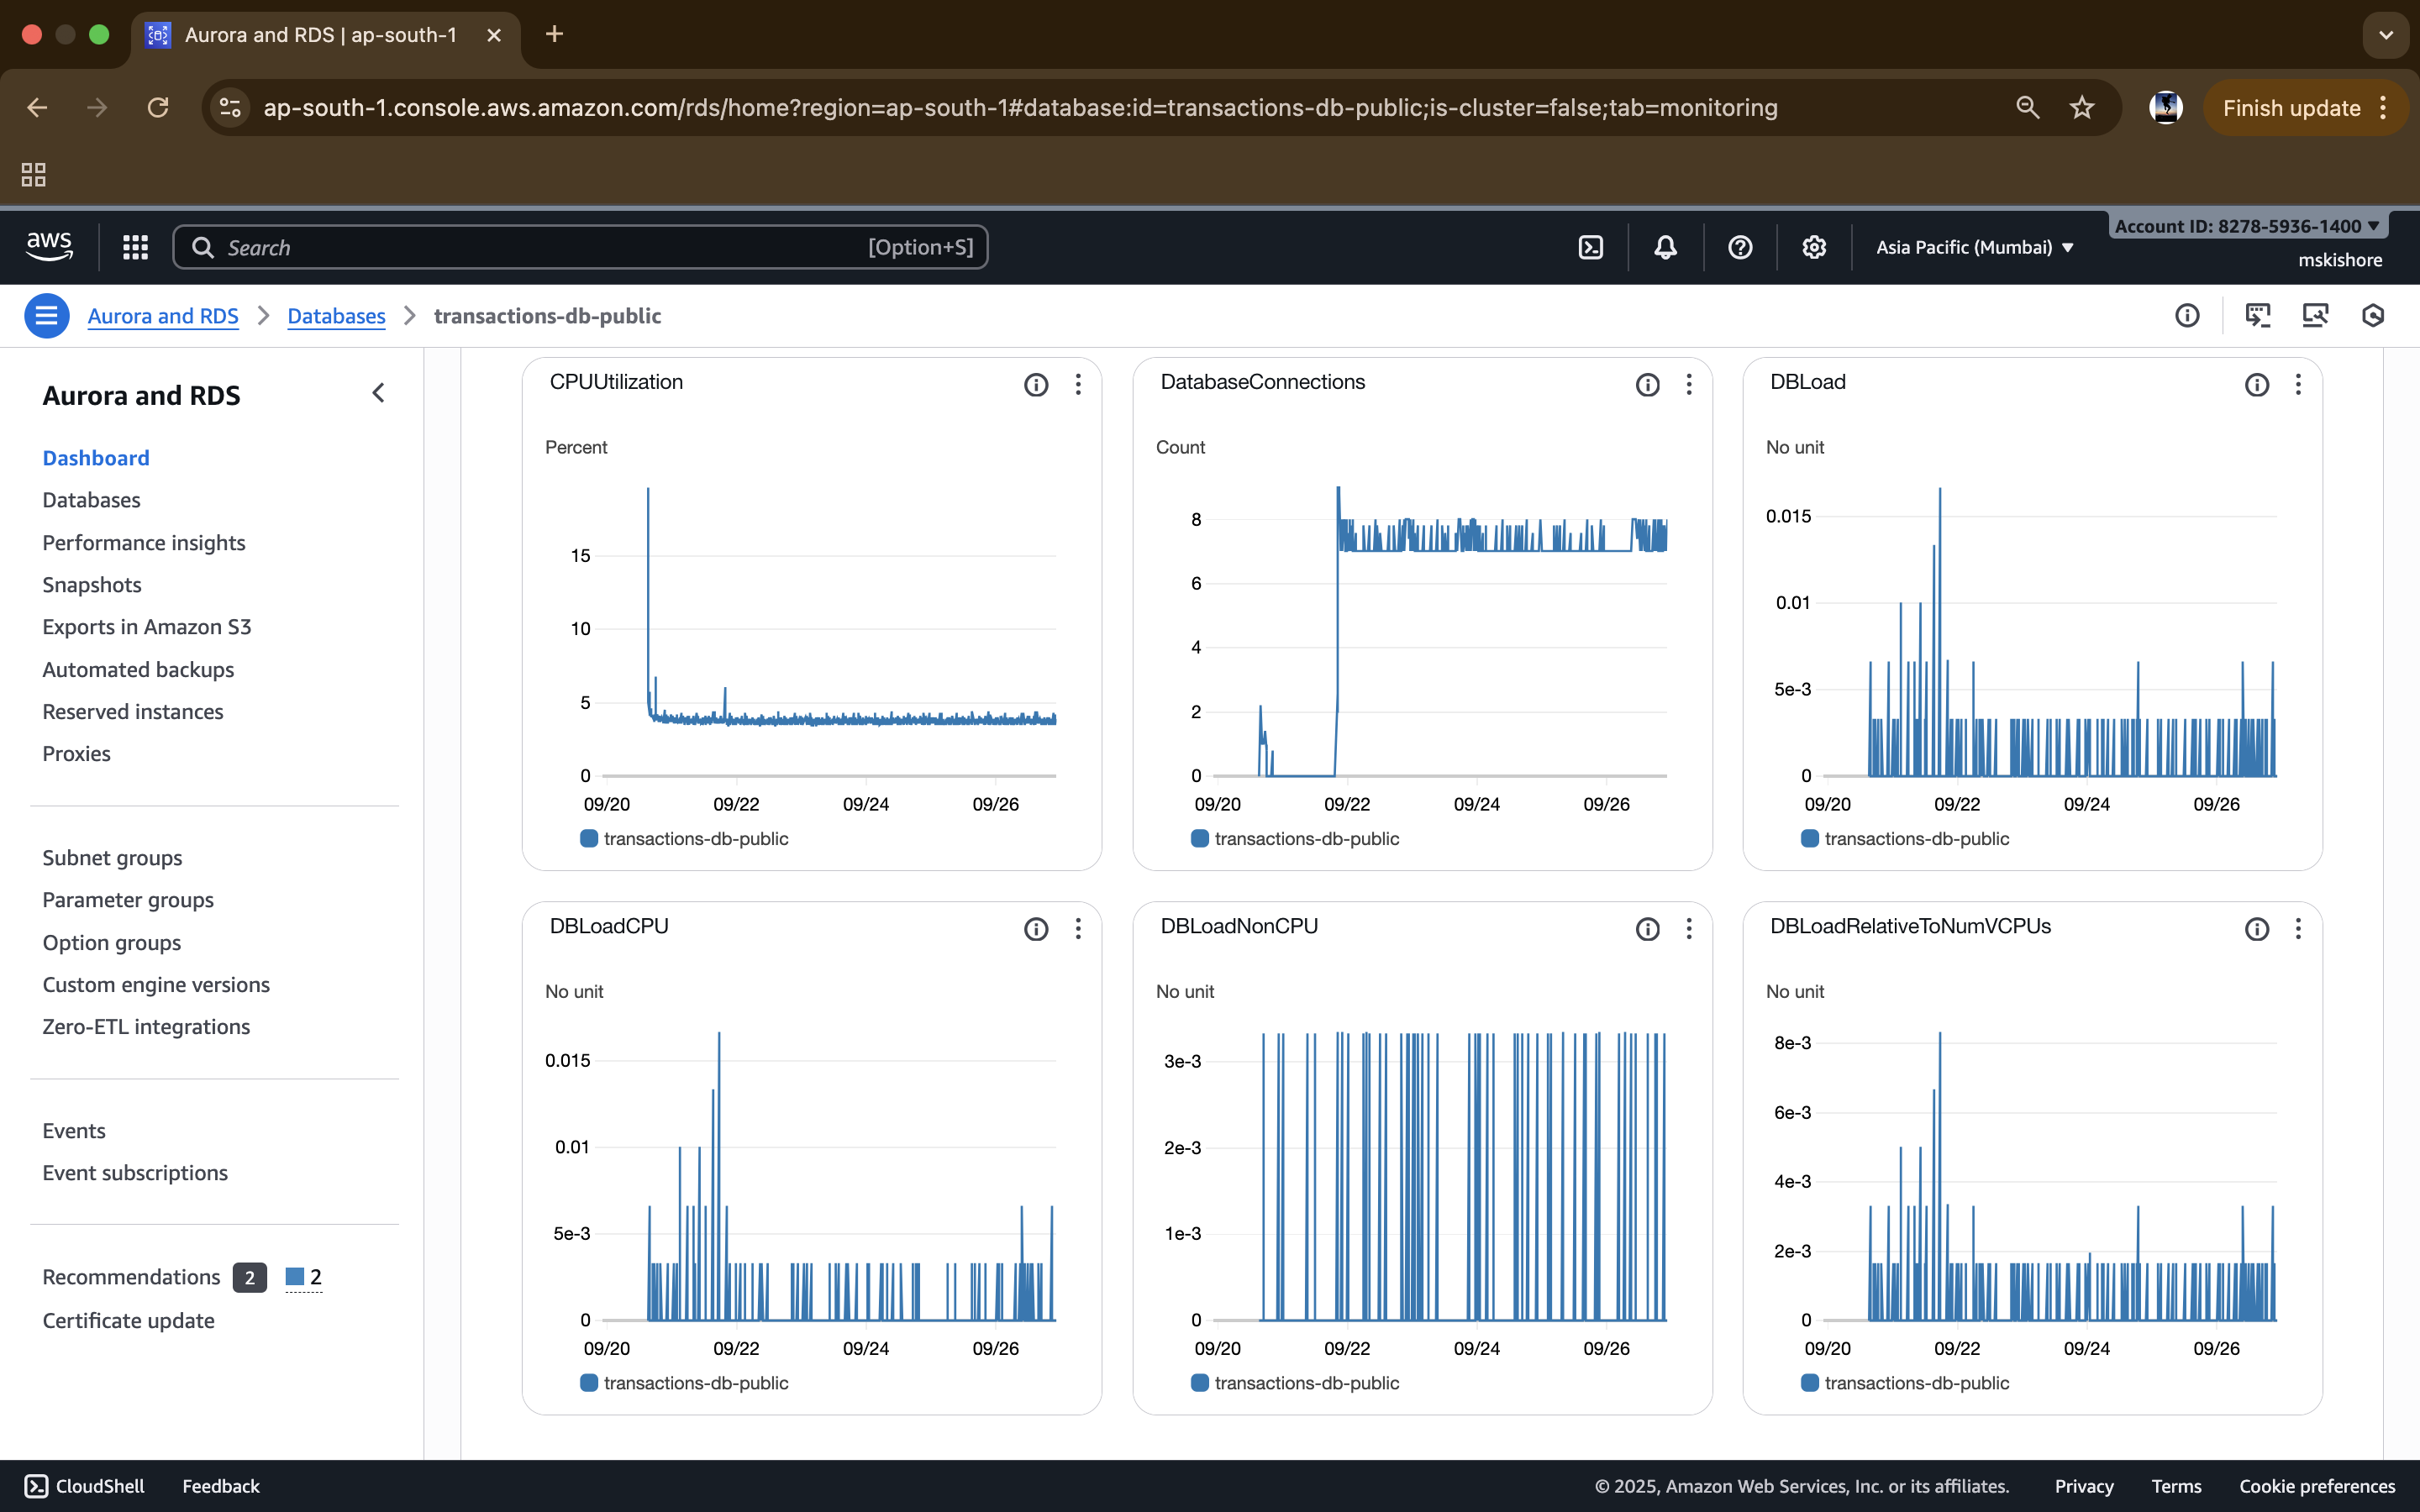 Aurora and RDS | ap-south-1
ap-south-1.console.aws.amazon.com/rds/home?region=ap-south-1#database:id=transactions-db-public;is-cluster=false;tab=monitoring
Finish update
aws
Search
[Option+S]
Asia Pacific (Mumbai)
Account ID: 8278-5936-1400
mskishore
Aurora and RDS
Databases
transactions-db-public
Aurora and RDS
Dashboard
Databases
Performance insights
Snapshots
Exports in Amazon S3
Automated backups
Reserved instances
Proxies
Subnet groups
Parameter groups
Option groups
Custom engine versions
Zero-ETL integrations
Events
Event subscriptions
Recommendations 2 2
Certificate update
CPUUtilization
Percent
15
10
5
0
09/20 09/22 09/24 09/26
transactions-db-public
DatabaseConnections
Count
8
6
4
2
0
09/20 09/22 09/24 09/26
transactions-db-public
DBLoad
No unit
0.015
0.01
5e-3
0
09/20 09/22 09/24 09/26
transactions-db-public
DBLoadCPU
No unit
0.015
0.01
5e-3
0
09/20 09/22 09/24 09/26
transactions-db-public
DBLoadNonCPU
No unit
3e-3
2e-3
1e-3
0
09/20 09/22 09/24 09/26
transactions-db-public
DBLoadRelativeToNumVCPUs
No unit
8e-3
6e-3
4e-3
2e-3
0
09/20 09/22 09/24 09/26
transactions-db-public
CloudShell
Feedback
© 2025, Amazon Web Services, Inc. or its affiliates.
Privacy
Terms
Cookie preferences